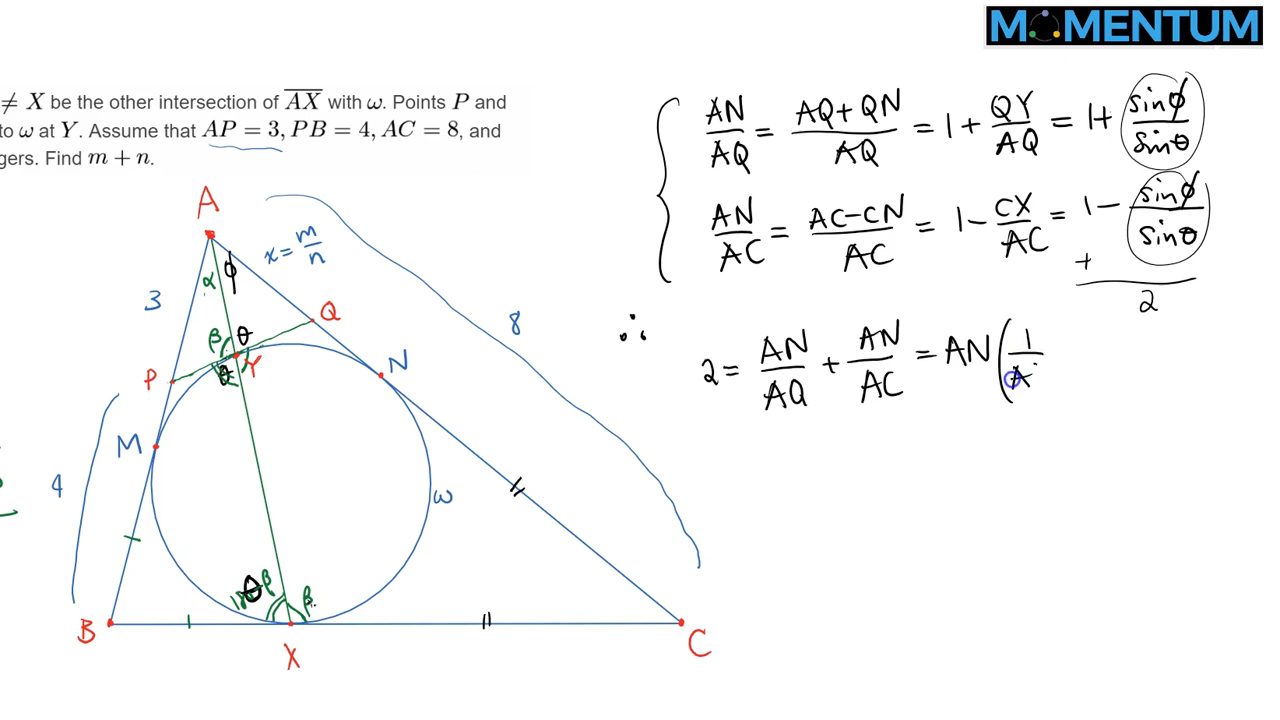 MOMENTUM
≠ X be the other intersection of AX with ω. Points P and
to ω at Y. Assume that AP = 3, PB = 4, AC = 8, and
gers. Find m + n.
AN/AQ = (AQ + QN)/AQ = 1 + QY/AQ = 1 + sinϕ/sinθ
AN/AC = (AC − CN)/AC = 1 − CX/AC = 1 − sinϕ/sinθ
+
2
∴ 2 = AN/AQ + AN/AC = AN(1/A
A
x = m/n
α ϕ
3
Q
8
β θ
P Y
θ
N
M
4
ω
θ β β
B
X
C